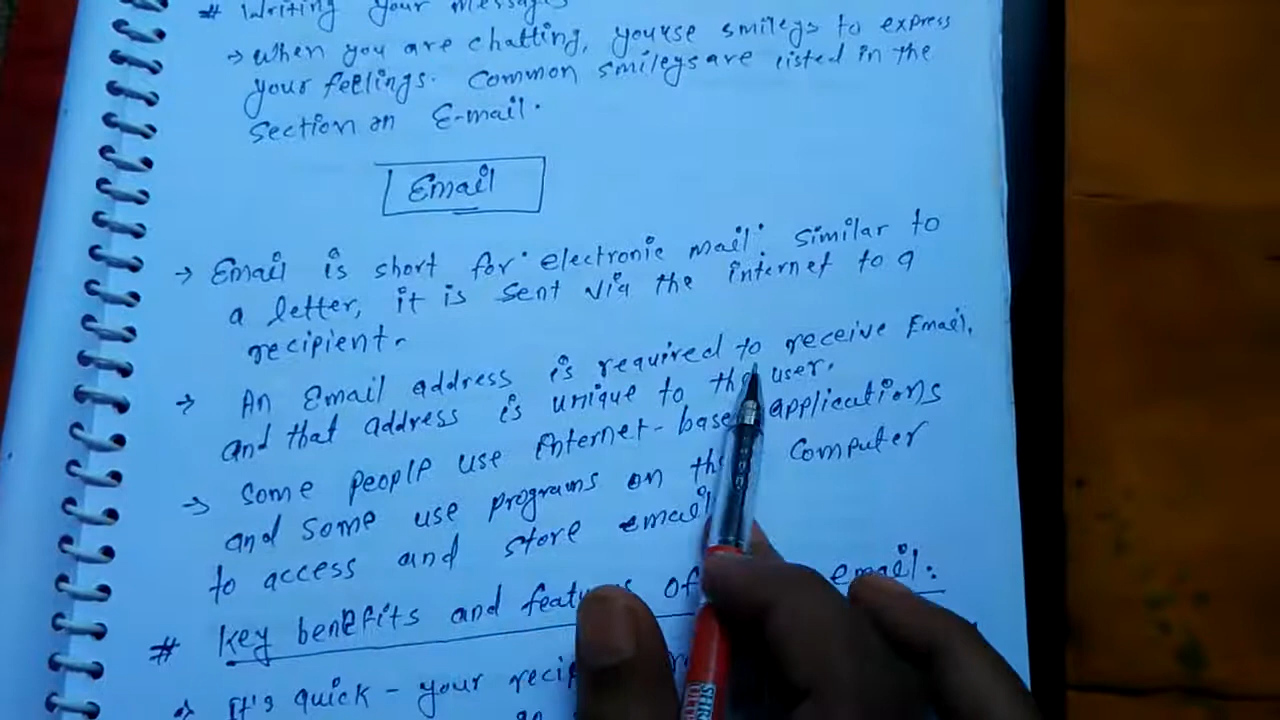 # Writing your messages
→ When you are chatting, youuse smileys to express
your feelings. Common smileys are listed in the
section on E-mail.
Email
→ Email is short for electronic mail. Similar to
a letter, it is sent via the internet to a
recipient.
→ An Email address is required to receive Email,
and that address is unique to the user.
→ Some people use internet-based applications
and some use programs on the computer
to access and store email
# key benefits and features of email:
→ It's quick - your